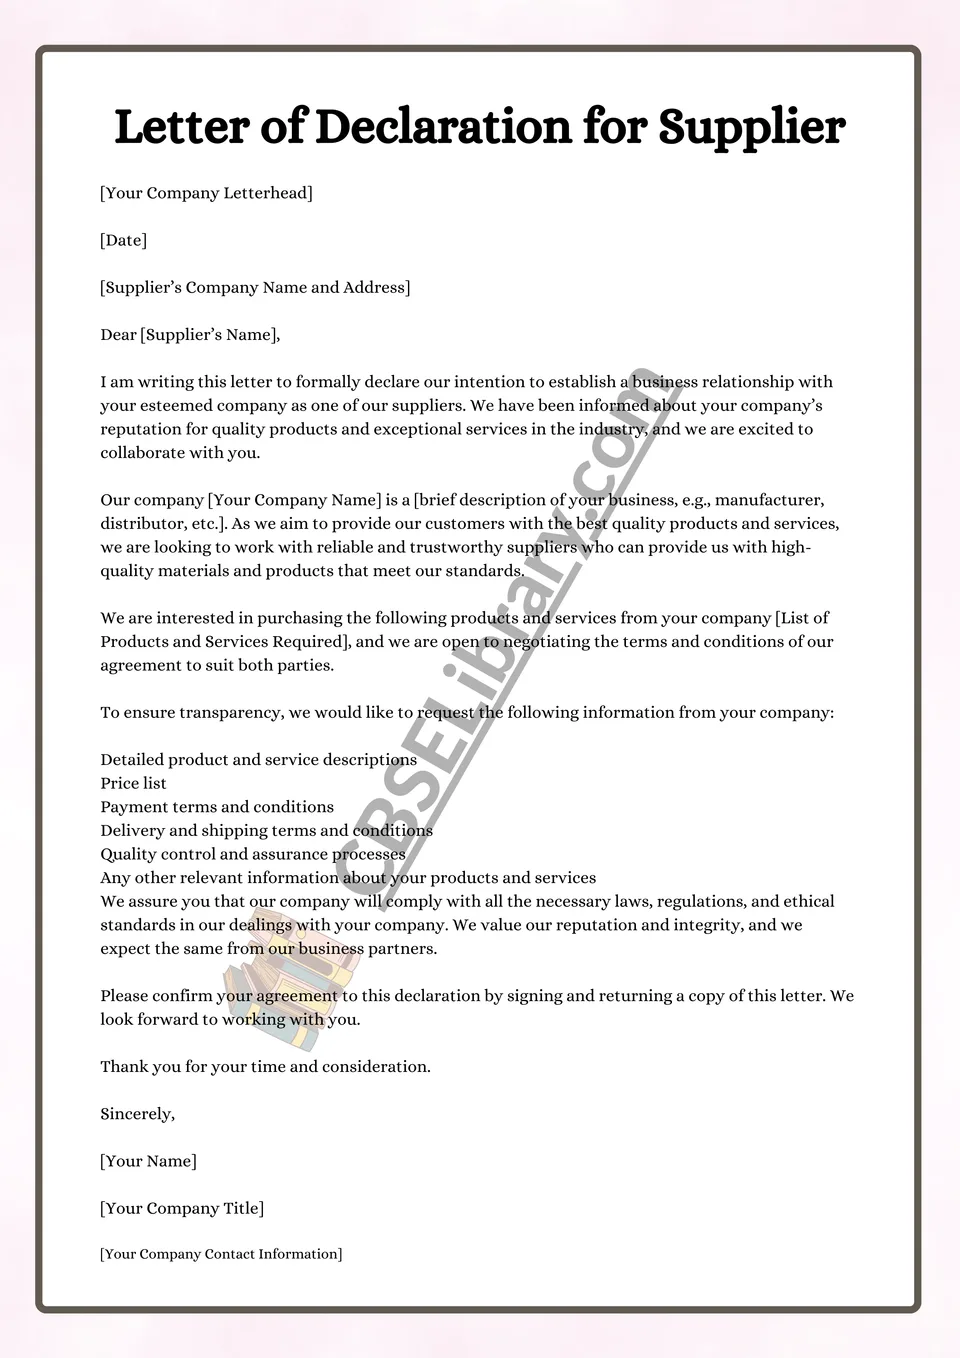 Letter of Declaration for Supplier
[Your Company Letterhead]
[Date]
[Supplier’s Company Name and Address]
Dear [Supplier’s Name],
I am writing this letter to formally declare our intention to establish a business relationship with
your esteemed company as one of our suppliers. We have been informed about your company’s
reputation for quality products and exceptional services in the industry, and we are excited to
collaborate with you.
Our company [Your Company Name] is a [brief description of your business, e.g., manufacturer,
distributor, etc.]. As we aim to provide our customers with the best quality products and services,
we are looking to work with reliable and trustworthy suppliers who can provide us with high-
quality materials and products that meet our standards.
We are interested in purchasing the following products and services from your company [List of
Products and Services Required], and we are open to negotiating the terms and conditions of our
agreement to suit both parties.
To ensure transparency, we would like to request the following information from your company:
Detailed product and service descriptions
Price list
Payment terms and conditions
Delivery and shipping terms and conditions
Quality control and assurance processes
Any other relevant information about your products and services
We assure you that our company will comply with all the necessary laws, regulations, and ethical
standards in our dealings with your company. We value our reputation and integrity, and we
expect the same from our business partners.
Please confirm your agreement to this declaration by signing and returning a copy of this letter. We
look forward to working with you.
Thank you for your time and consideration.
Sincerely,
[Your Name]
[Your Company Title]
[Your Company Contact Information]
CBSELibrary.com